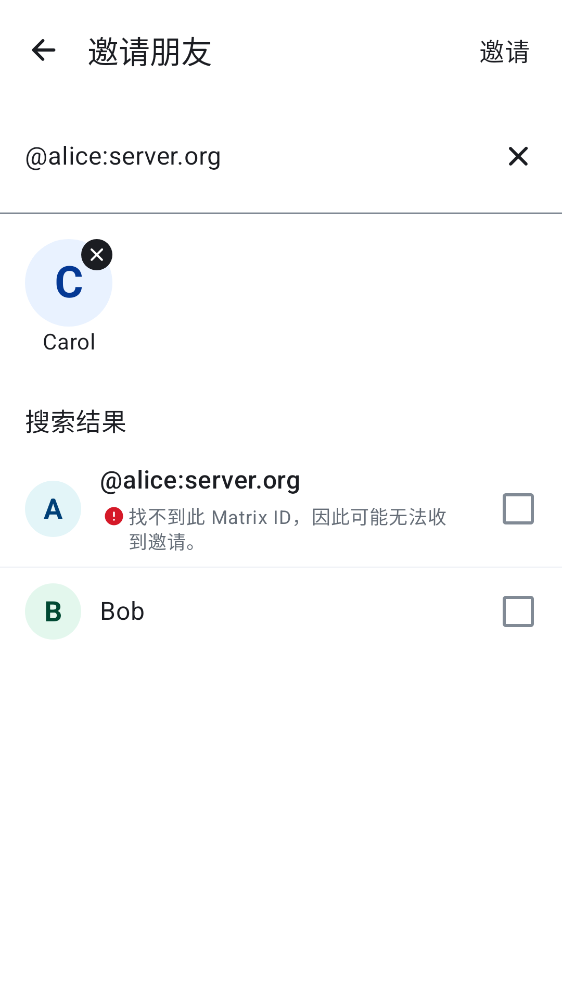 邀请朋友 邀请
@alice:server.org
C
Carol
搜索结果
@alice:server.org
A
找不到此 Matrix ID，因此可能无法收
到邀请。
B Bob